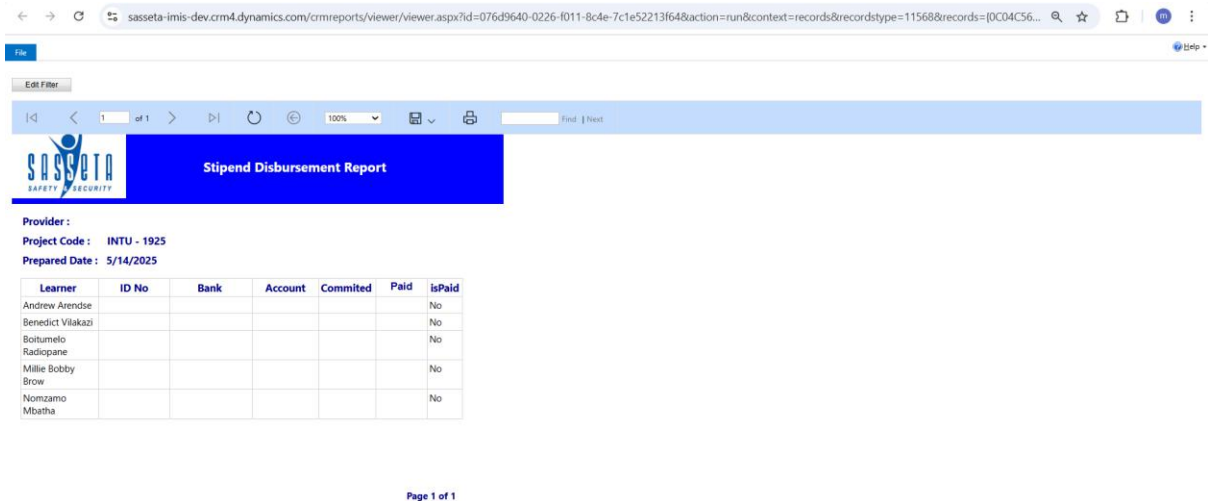 sasseta-imis-dev.crm4.dynamics.com/crmreports/viewer/viewer.aspx?id=076d9640-0226-f011-8c4e-7c1e52213f64&action=run&context=records&recordstype=11568&records=[0C04C56...
m
File
Help
Edit Filter
1 of 1 100% Find | Next
SASSETA
SAFETY & SECURITY
Stipend Disbursement Report
Provider :
Project Code : INTU - 1925
Prepared Date : 5/14/2025
Learner ID No Bank Account Commited Paid isPaid
Andrew Arendse No
Benedict Vilakazi No
Boitumelo No
Radiopane
Millie Bobby No
Brow
Nomzamo No
Mbatha
Page 1 of 1